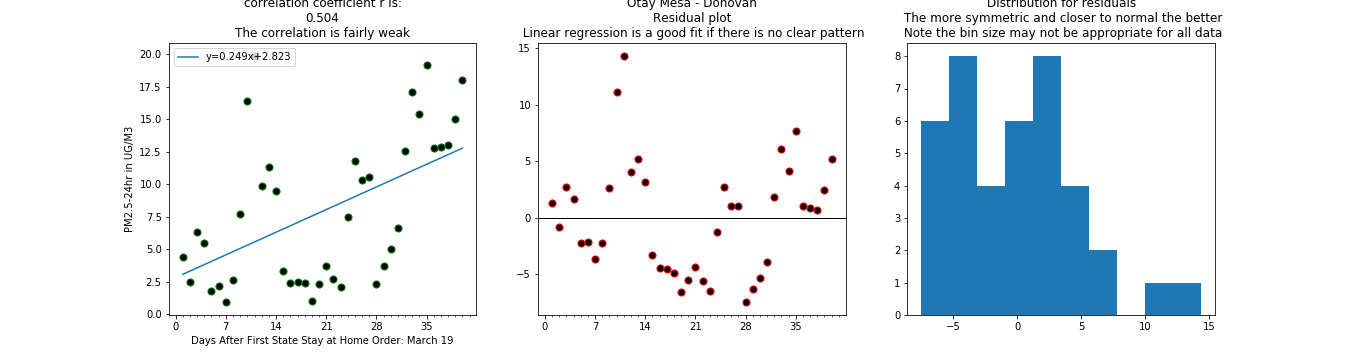 correlation coefficient r is:
0.504
The correlation is fairly weak
y=0.249x+2.823
20.0
17.5
15.0
12.5
10.0
7.5
5.0
2.5
0.0
PM2.5-24hr in UG/M3
0 7 14 21 28 35
Days After First State Stay at Home Order: March 19
Otay Mesa - Donovan
Residual plot
Linear regression is a good fit if there is no clear pattern
15
10
5
0
−5
0 7 14 21 28 35
Distribution for residuals
The more symmetric and closer to normal the better
Note the bin size may not be appropriate for all data
8
7
6
5
4
3
2
1
0
−5 0 5 10 15